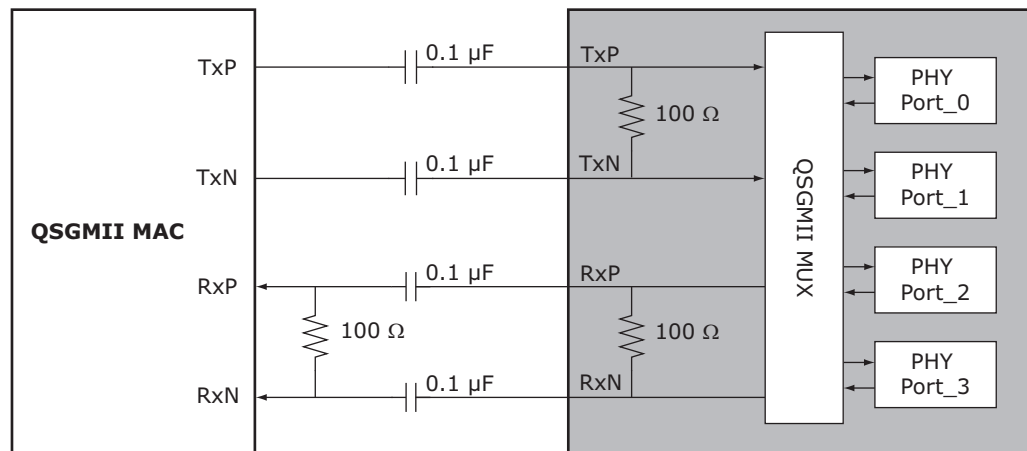 0.1 µF
TxP
TxP
100 Ω
0.1 µF
TxN
TxN
QSGMII MAC
0.1 µF
RxP
RxP
100 Ω
100 Ω
0.1 µF
RxN
RxN
QSGMII MUX
PHY
Port_0
PHY
Port_1
PHY
Port_2
PHY
Port_3